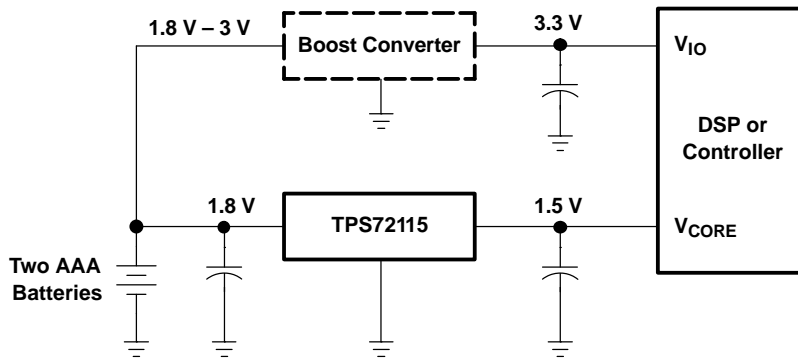 1.8 V – 3 V
Boost Converter
3.3 V
V_IO
DSP or
Controller
1.8 V
TPS72115
1.5 V
V_CORE
Two AAA
Batteries